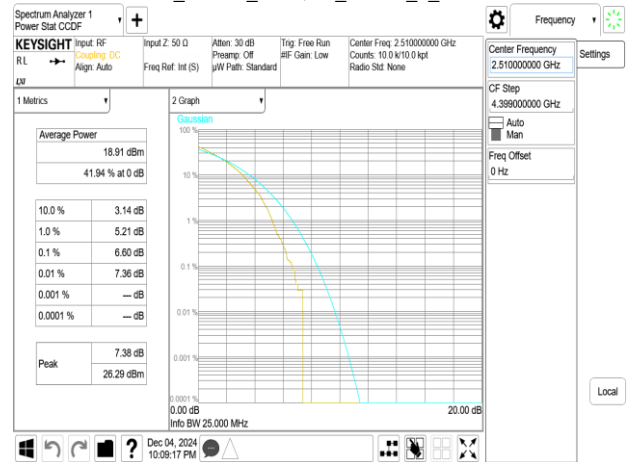 Spectrum Analyzer 1
Power Stat CCDF
+
Frequency
KEYSIGHT
RL
LXI
Input: RF
Coupling: DC
Align: Auto
Input Z: 50 Ω
Freq Ref: Int (S)
Atten: 30 dB
Preamp: Off
µW Path: Standard
Trig: Free Run
#IF Gain: Low
Center Freq: 2.510000000 GHz
Counts: 10.0 k/10.0 kpt
Radio Std: None
Center Frequency
2.510000000 GHz
Settings
CF Step
4.399000000 GHz
Auto
Man
Freq Offset
0 Hz
Local
1 Metrics
Average Power
18.91 dBm
41.94 % at 0 dB
10.0 % 3.14 dB
1.0 % 5.21 dB
0.1 % 6.60 dB
0.01 % 7.36 dB
0.001 % --- dB
0.0001 % --- dB
Peak
7.38 dB
26.29 dBm
2 Graph
Gaussian
100 %
10 %
1 %
0.1 %
0.01 %
0.001 %
0.0001 %
0.00 dB 20.00 dB
Info BW 25.000 MHz
?
Dec 04, 2024
10:09:17 PM